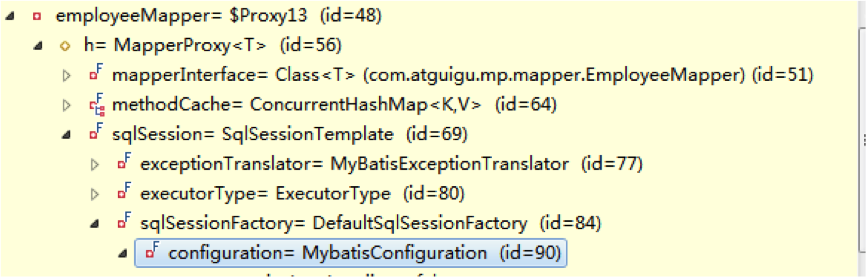 employeeMapper= $Proxy13 (id=48)
h= MapperProxy<T> (id=56)
mapperInterface= Class<T> (com.atguigu.mp.mapper.EmployeeMapper) (id=51)
methodCache= ConcurrentHashMap<K,V> (id=64)
sqlSession= SqlSessionTemplate (id=69)
exceptionTranslator= MyBatisExceptionTranslator (id=77)
executorType= ExecutorType (id=80)
sqlSessionFactory= DefaultSqlSessionFactory (id=84)
configuration= MybatisConfiguration (id=90)